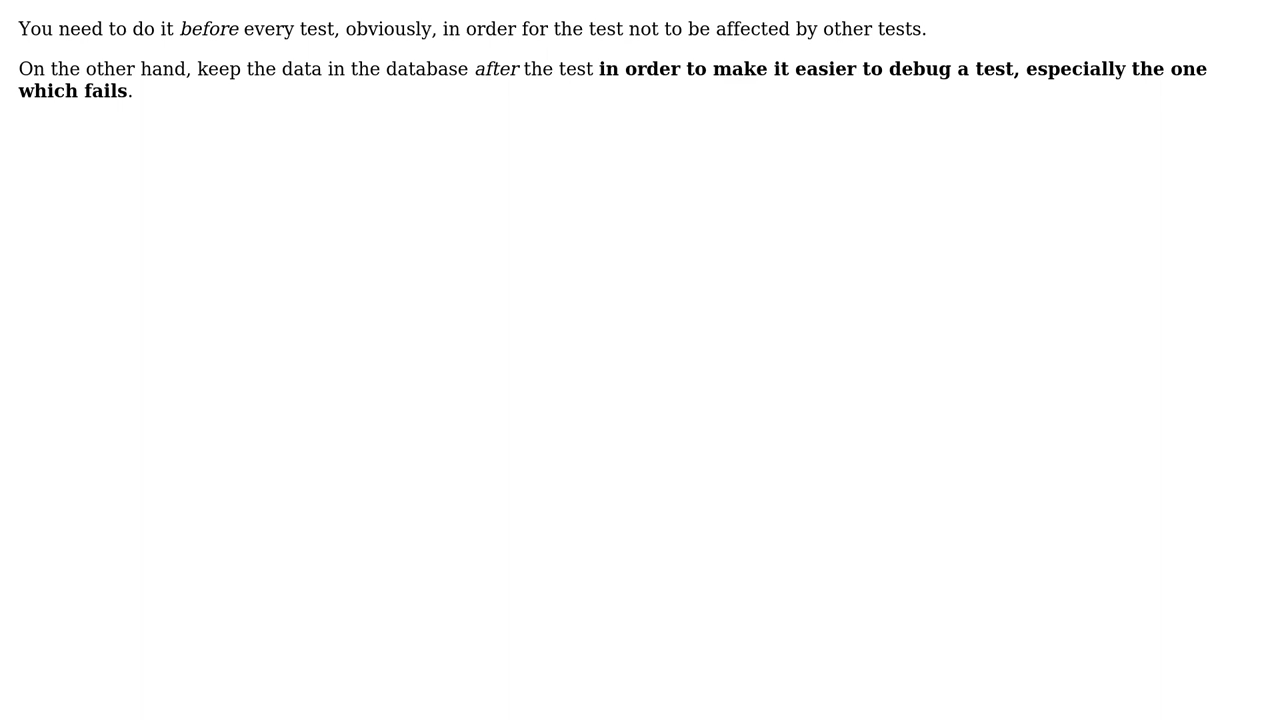 You need to do it before every test, obviously, in order for the test not to be affected by other tests.
On the other hand, keep the data in the database after the test in order to make it easier to debug a test, especially the one
which fails.